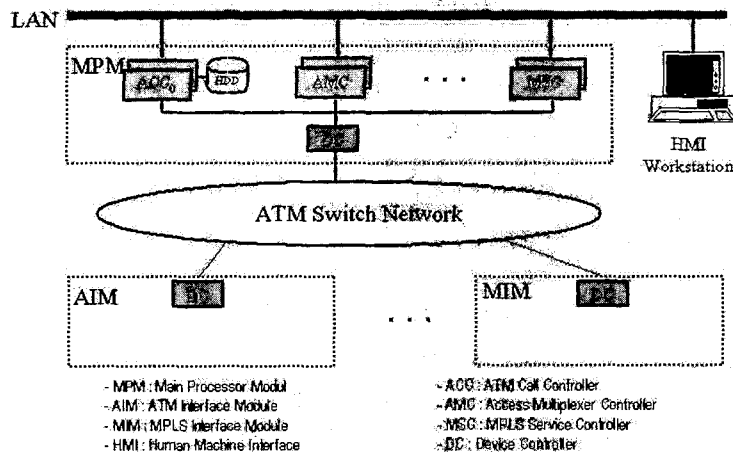 LAN
MPM
ACC0
HDD
AMC
. . .
MSC
DC
HMI
Workstation
ATM Switch Network
AIM
DC
. . .
MIM
DC
- MPM : Main Processor Modul
- AIM : ATM Interface Module
- MIM : MPLS Interface Module
- HMI : Human Machine Interface
- ACC : ATM Call Controller
- AMC : Access Multiplexer Controller
- MSC : MPLS Service Controller
- DC : Device Controller